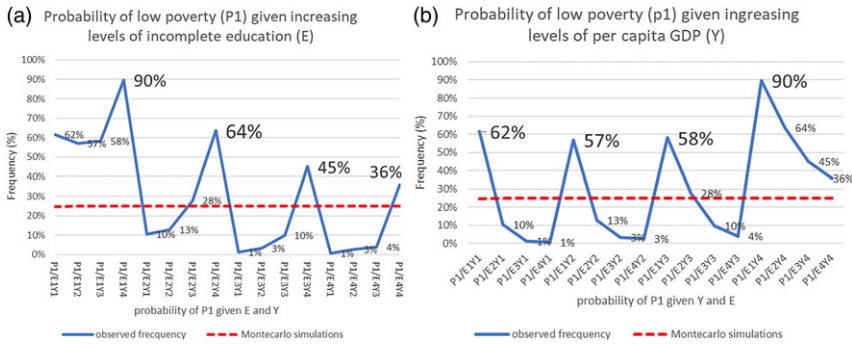 (a)
Probability of low poverty (P1) given increasing
levels of incomplete education (E)
100%
90%
80%
70%
60%
50%
40%
30%
20%
10%
0%
Frequency (%)
62%
57%
58%
90%
10%
13%
28%
64%
1%
3%
10%
45%
1%
3%
4%
36%
P1/E1Y1
P1/E1Y2
P1/E1Y3
P1/E1Y4
P1/E2Y1
P1/E2Y2
P1/E2Y3
P1/E2Y4
P1/E3Y1
P1/E3Y2
P1/E3Y3
P1/E3Y4
P1/E4Y1
P1/E4Y2
P1/E4Y3
P1/E4Y4
probability of P1 given E and Y
observed frecquency
Montecarlo simulations
(b)
Probability of low poverty (p1) given ingreasing
levels of per capita GDP (Y)
100%
90%
80%
70%
60%
50%
40%
30%
20%
10%
0%
Frequency (%)
62%
10%
1%
1%
57%
13%
3%
3%
58%
28%
10%
4%
90%
64%
45%
36%
P1/E1Y1
P1/E2Y1
P1/E3Y1
P1/E4Y1
P1/E1Y2
P1/E2Y2
P1/E3Y2
P1/E4Y2
P1/E1Y3
P1/E2Y3
P1/E3Y3
P1/E4Y3
P1/E1Y4
P1/E2Y4
P1/E3Y4
P1/E4Y4
probability of P1 given Y and E
observed frecquency
Montecarlo simulations